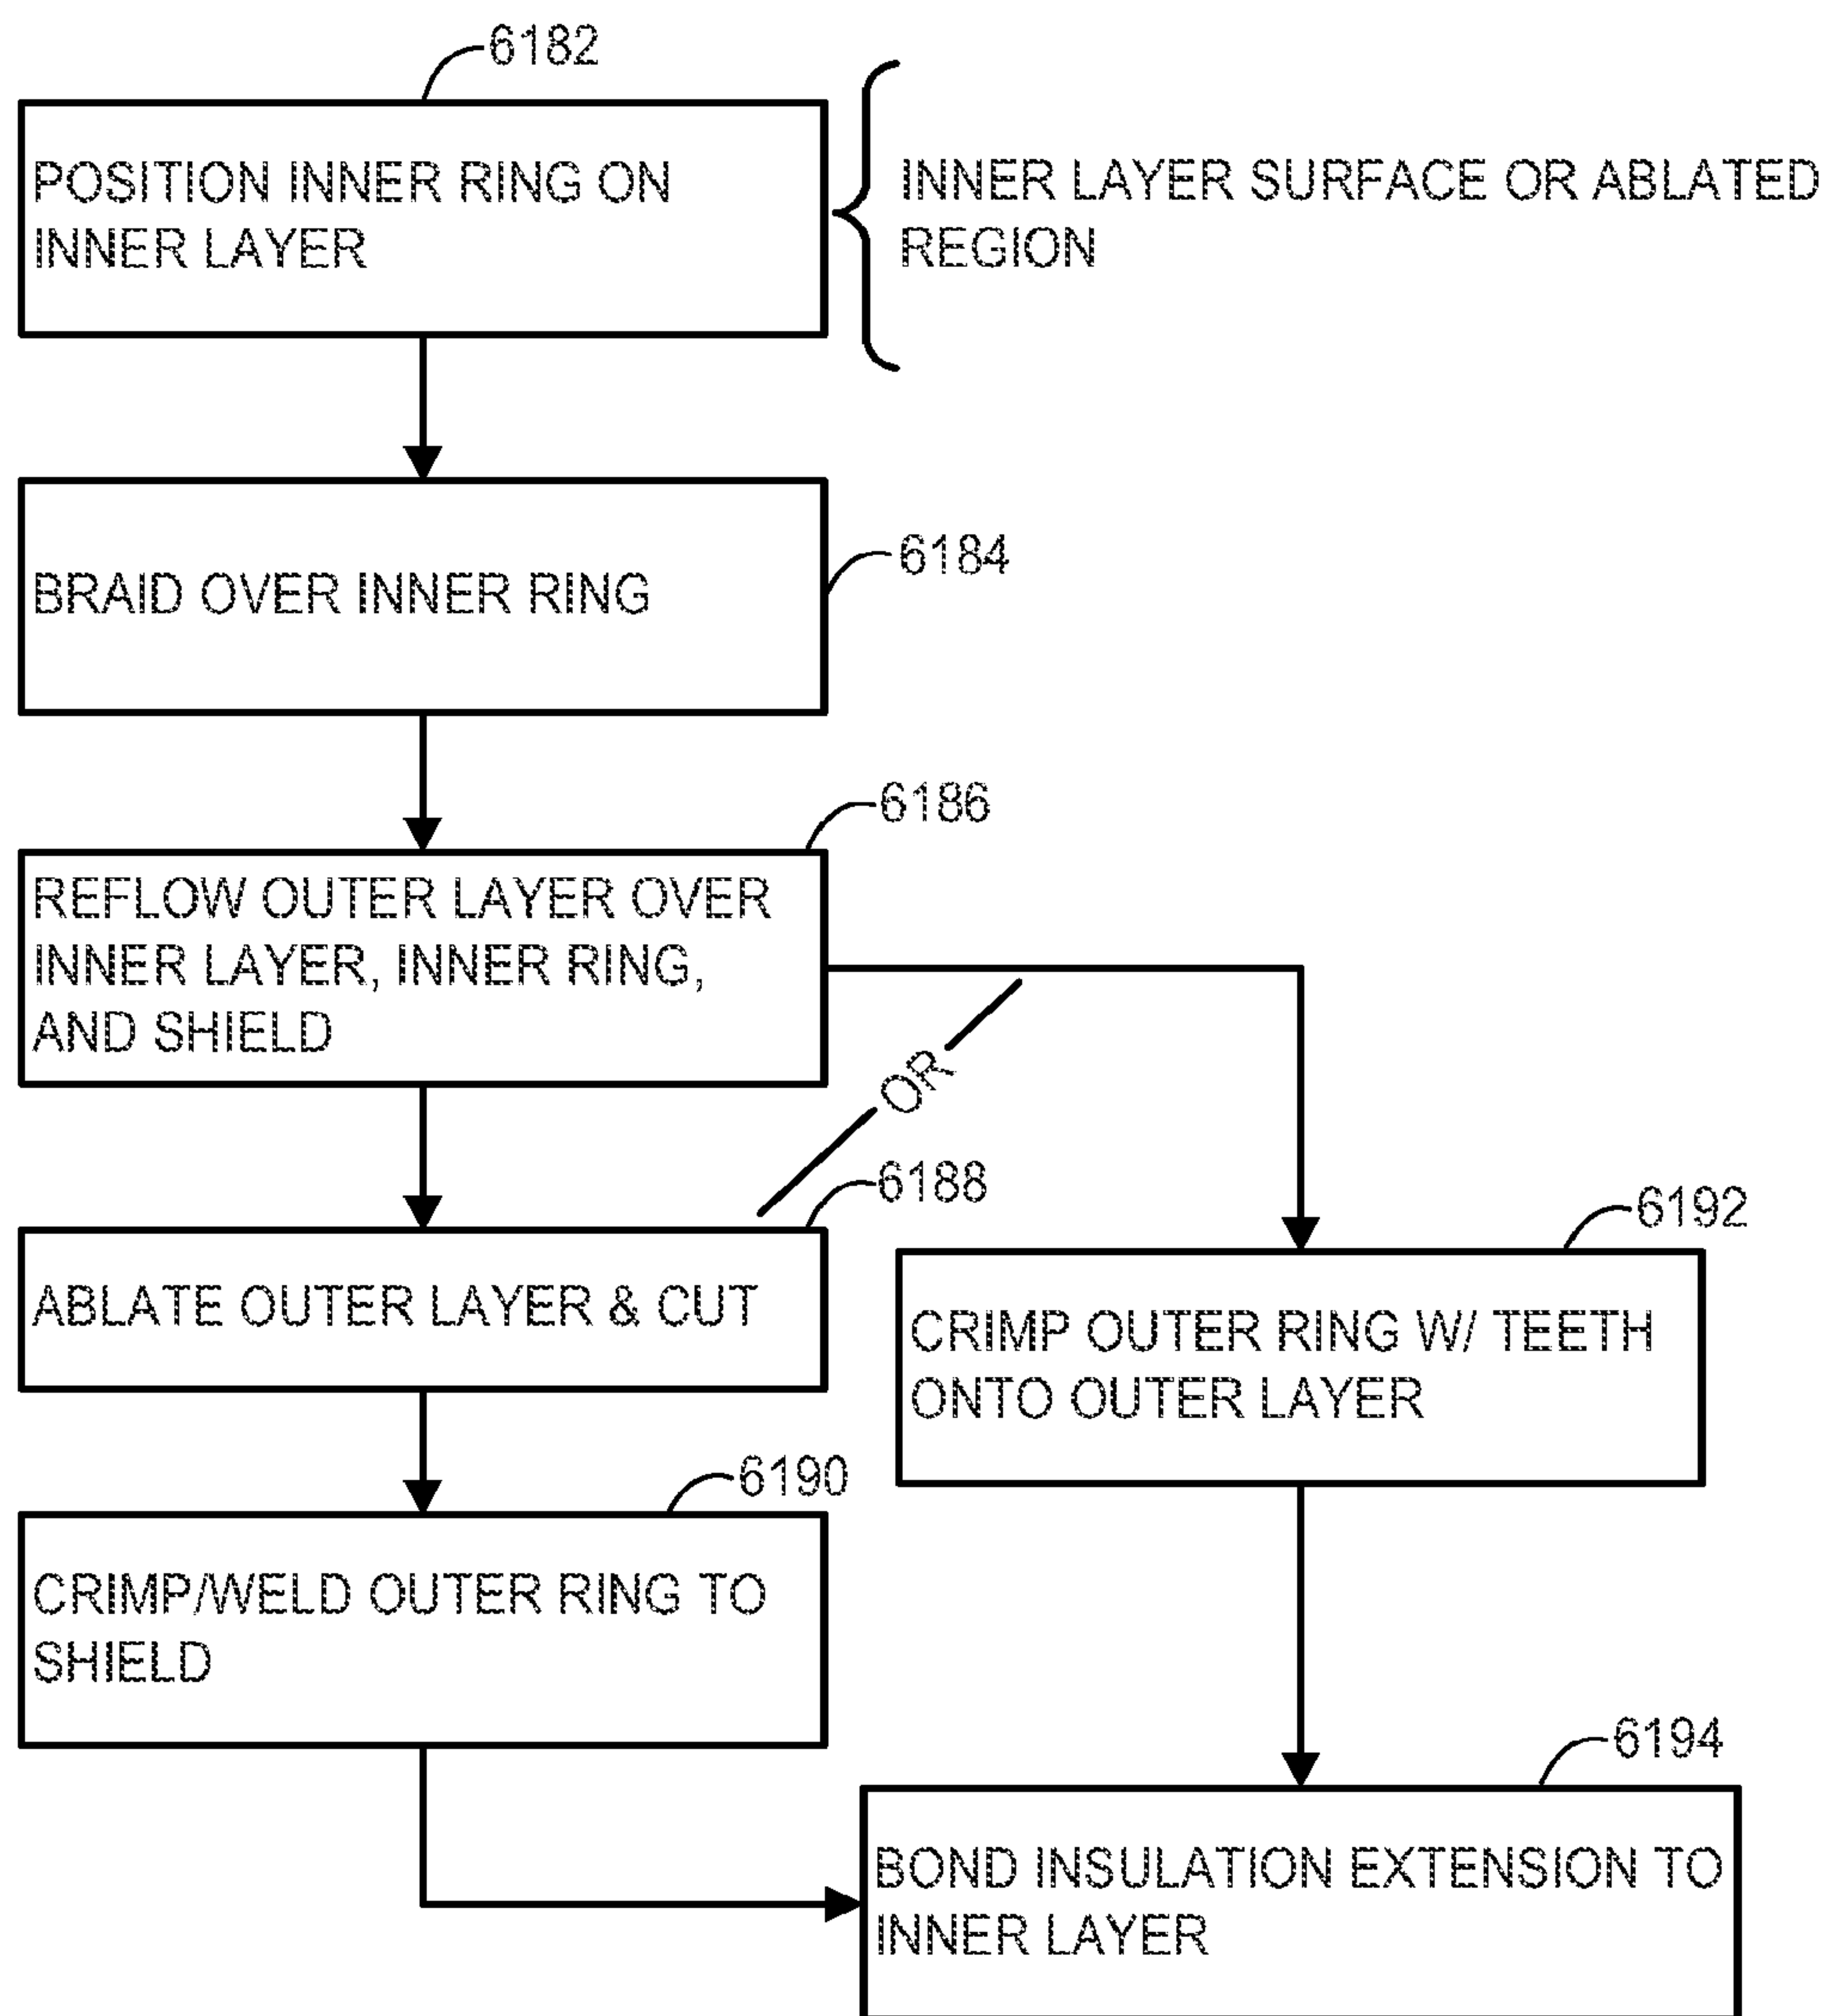 6182
POSITION INNER RING ON
INNER LAYER
INNER LAYER SURFACE OR ABLATED
REGION
6184
BRAID OVER INNER RING
6186
REFLOW OUTER LAYER OVER
INNER LAYER, INNER RING,
AND SHIELD
OR
6188
ABLATE OUTER LAYER & CUT
6192
CRIMP OUTER RING W/ TEETH
ONTO OUTER LAYER
6190
CRIMP/WELD OUTER RING TO
SHIELD
6194
BOND INSULATION EXTENSION TO
INNER LAYER